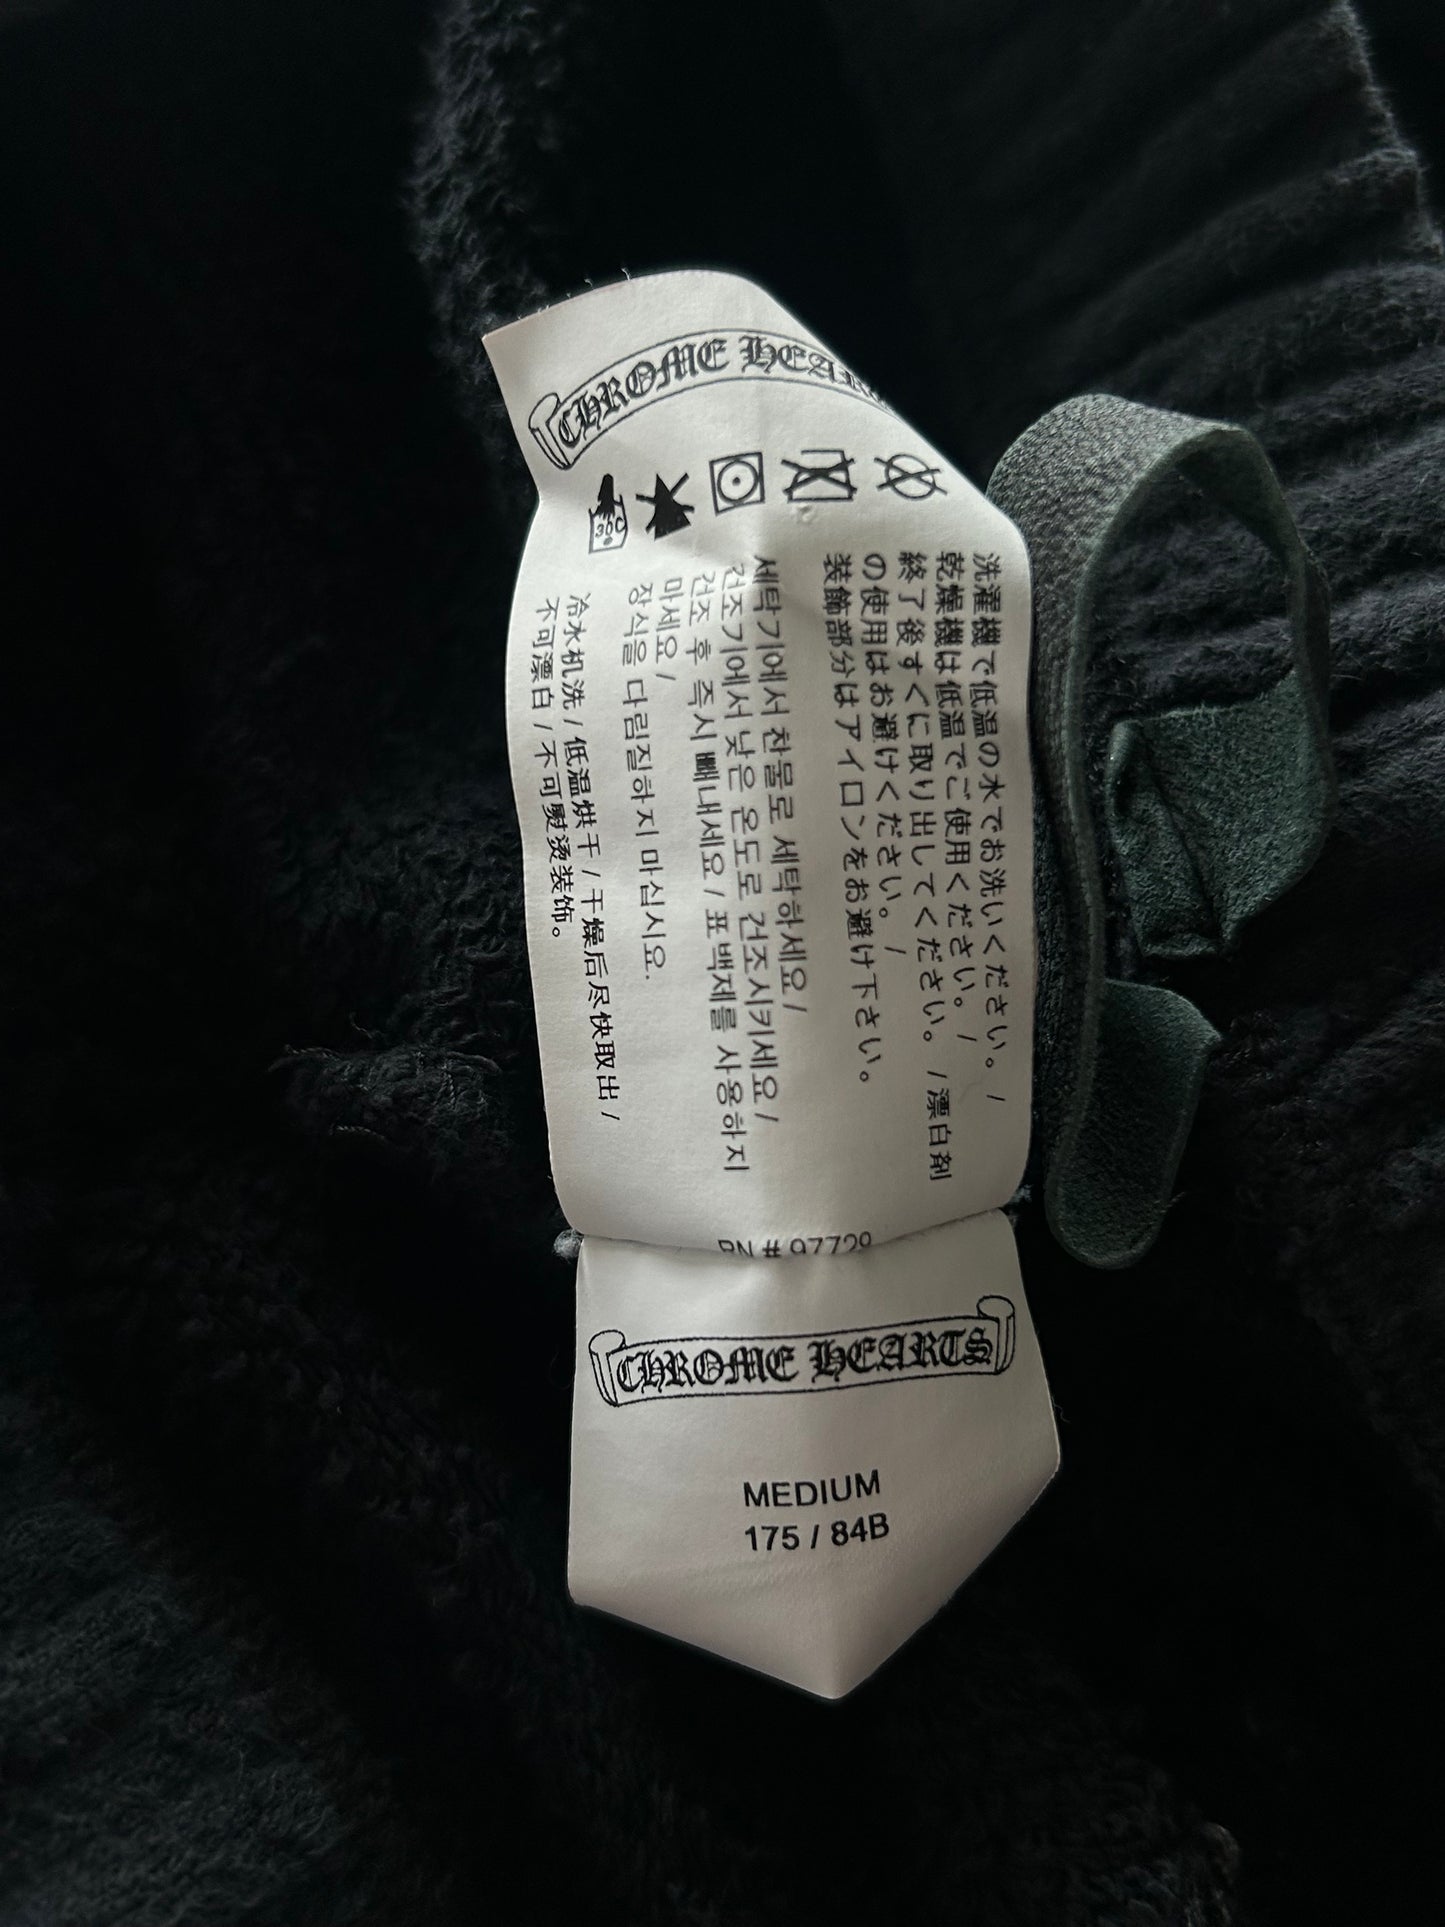 CHROME HEARTS
30°C
洗濯機で低温の水でお洗いください。/
乾燥機は低温でご使用ください。/
終了後すぐに取り出してください。/漂白剤
の使用はお避けください。/
装飾部分はアイロンをお避け下さい。
세탁기에서 찬물로 세탁하세요/
건조기에서 낮은 온도로 건조시키세요/
건조 후 즉시 빼내세요/표백제를 사용하지
마세요/
장식을 다림질하지 마십시오.
冷水机洗/低温烘干/干燥后尽快取出/
不可漂白/不可熨烫装饰。
RN # 97729
CHROME HEARTS
MEDIUM
175 / 84B